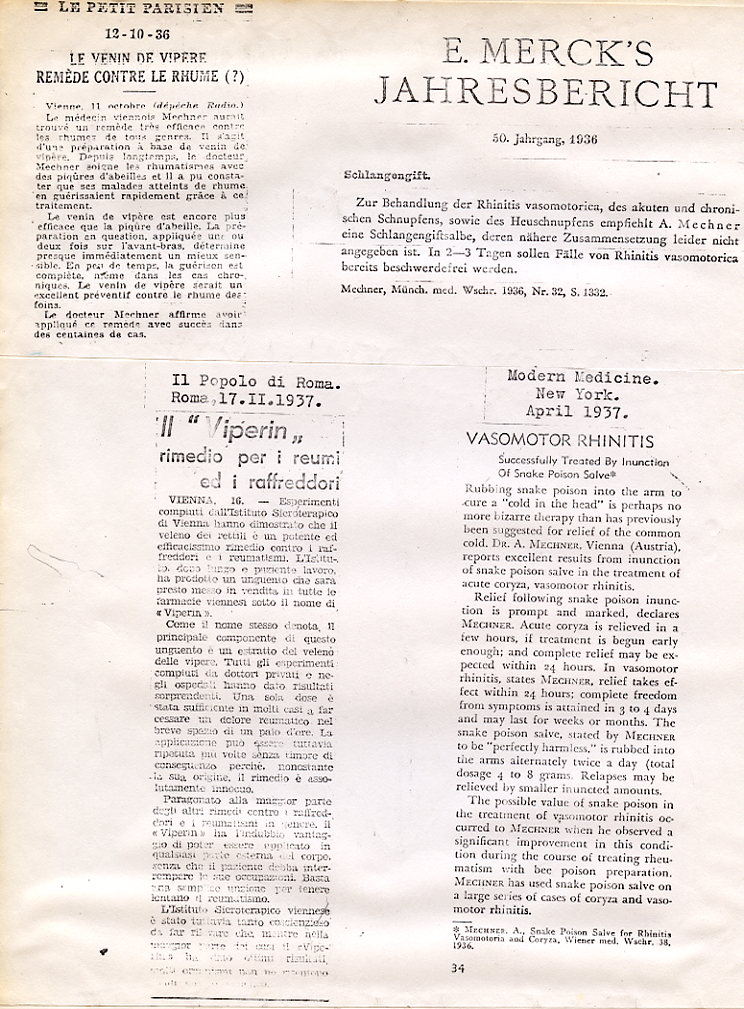 LE PETIT PARISIEN
12-10-36
LE VENIN DE VIPÈRE
REMÈDE CONTRE LE RHUME (?)
Vienne, 11 octobre (dépêche Radio.)
Le médecin viennois Mechner aurait
trouvé un remède très efficace contre
les rhumes de tous genres. Il s'agit
d'une préparation à base de venin de
vipère. Depuis longtemps, le docteur
Mechner soigne les rhumatismes avec
des piqûres d'abeilles et il a pu consta-
ter que ses malades atteints de rhume
en guérissaient rapidement grâce à ce
traitement.
Le venin de vipère est encore plus
efficace que la piqûre d'abeille. La pré-
paration en question, appliquée une ou
deux fois sur l'avant-bras, détermine
presque immédiatement un mieux sen-
sible. En peu de temps, la guérison est
complète, même dans les cas chro-
niques. Le venin de vipère serait un
excellent préventif contre le rhume des
foins.
Le docteur Mechner affirme avoir
appliqué ce remède avec succès dans
des centaines de cas.
E. MERCK'S
JAHRESBERICHT
50. Jahrgang, 1936
Schlangengift.
Zur Behandlung der Rhinitis vasomotorica, des akuten und chroni-
schen Schnupfens, sowie des Heuschnupfens empfiehlt A. Mechner
eine Schlangengiftsalbe, deren nähere Zusammensetzung leider nicht
angegeben ist. In 2—3 Tagen sollen Fälle von Rhinitis vasomotorica
bereits beschwerdefrei werden.
Mechner, Münch. med. Wschr. 1936, Nr. 32, S. 1332.
Il Popolo di Roma.
Roma, 17.II.1937.
Il "Viperin„
rimedio per i reumi
ed i raffreddori
VIENNA, 16. — Esperimenti
compiuti dall'Istituto Sieroterapico
di Vienna hanno dimostrato che il
veleno dei rettili è un potente ed
efficacissimo rimedio contro i raf-
freddori e i reumatismi. L'Istitu-
to, dopo lungo e paziente lavoro,
ha prodotto un unguento che sarà
presto messo in vendita in tutte le
farmacie viennesi sotto il nome di
« Viperin ».
Come il nome stesso denota, il
principale componente di questo
unguento è un estratto del veleno
delle vipere. Tutti gli esperimenti
compiuti da dottori privati e ne-
gli ospedali hanno dato risultati
sorprendenti. Una sola dose è
stata sufficiente in molti casi a far
cessare un dolore reumatico nel
breve spazio di un paio d'ore. La
applicazione può essere tuttavia
ripetuta più volte senza timore di
conseguenze perchè, nonostante
la sua origine, il rimedio è asso-
lutamente innocuo.
Paragonato alla maggior parte
degli altri rimedi contro i raffred-
dori e i reumatismi in genere, il
« Viperin » ha l'indubbio vantag-
gio di poter essere applicato in
qualsiasi parte esterna del corpo,
senza che il paziente debba inter-
rompere le sue occupazioni. Basta
una semplice unzione per tenere
lontano il reumatismo.
L'Istituto Sieroterapico viennese
è stato tuttavia tanto coscienzioso
da far rilevare che, mentre nella
maggior parte dei casi il «Vipe-
rin» ha dato ottimi risultati,
Modern Medicine.
New York.
April 1937.
VASOMOTOR RHINITIS
Successfully Treated By Inunction
Of Snake Poison Salve*
Rubbing snake poison into the arm to
cure a "cold in the head" is perhaps no
more bizarre therapy than has previously
been suggested for relief of the common
cold. DR. A. MECHNER, Vienna (Austria),
reports excellent results from inunction
of snake poison salve in the treatment of
acute coryza, vasomotor rhinitis.
Relief following snake poison inunc-
tion is prompt and marked, declares
MECHNER. Acute coryza is relieved in a
few hours, if treatment is begun early
enough; and complete relief may be ex-
pected within 24 hours. In vasomotor
rhinitis, states MECHNER, relief takes ef-
fect within 24 hours; complete freedom
from symptoms is attained in 3 to 4 days
and may last for weeks or months. The
snake poison salve, stated by MECHNER
to be "perfectly harmless," is rubbed into
the arms alternately twice a day (total
dosage 4 to 8 grams. Relapses may be
relieved by smaller inuncted amounts.
The possible value of snake poison in
the treatment of vasomotor rhinitis oc-
curred to MECHNER when he observed a
significant improvement in this condi-
tion during the course of treating rheu-
matism with bee poison preparation.
MECHNER has used snake poison salve on
a large series of cases of coryza and vaso-
motor rhinitis.
* MECHNER, A., Snake Poison Salve for Rhinitis
Vasomotoria and Coryza, Wiener med. Wschr. 38,
1936.
34